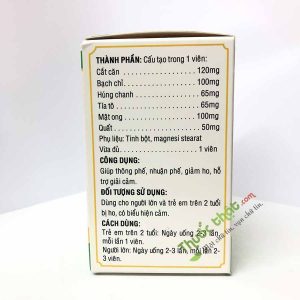 THÀNH PHẦN: Cấu tạo trong 1 viên:
Cát căn 120mg
Bạch chỉ 100mg
Húng chanh 65mg
Tía tô 65mg
Mật ong 100mg
Quất 50mg
Phụ liệu: Tinh bột, magnesi stearat
Vừa đủ 1 viên
CÔNG DỤNG:
Giúp thông phế, nhuận phế, giảm ho, hỗ
trợ giải cảm.
ĐỐI TƯỢNG SỬ DỤNG:
Dùng cho người lớn và trẻ em trên 2 tuổi
bị ho, có biểu hiện cảm.
CÁCH DÙNG:
Trẻ em trên 2 tuổi: Ngày uống 2-3 lần,
mỗi lần 1 viên.
Người lớn: Ngày uống 2-3 lần, mỗi lần 2-
3 viên.